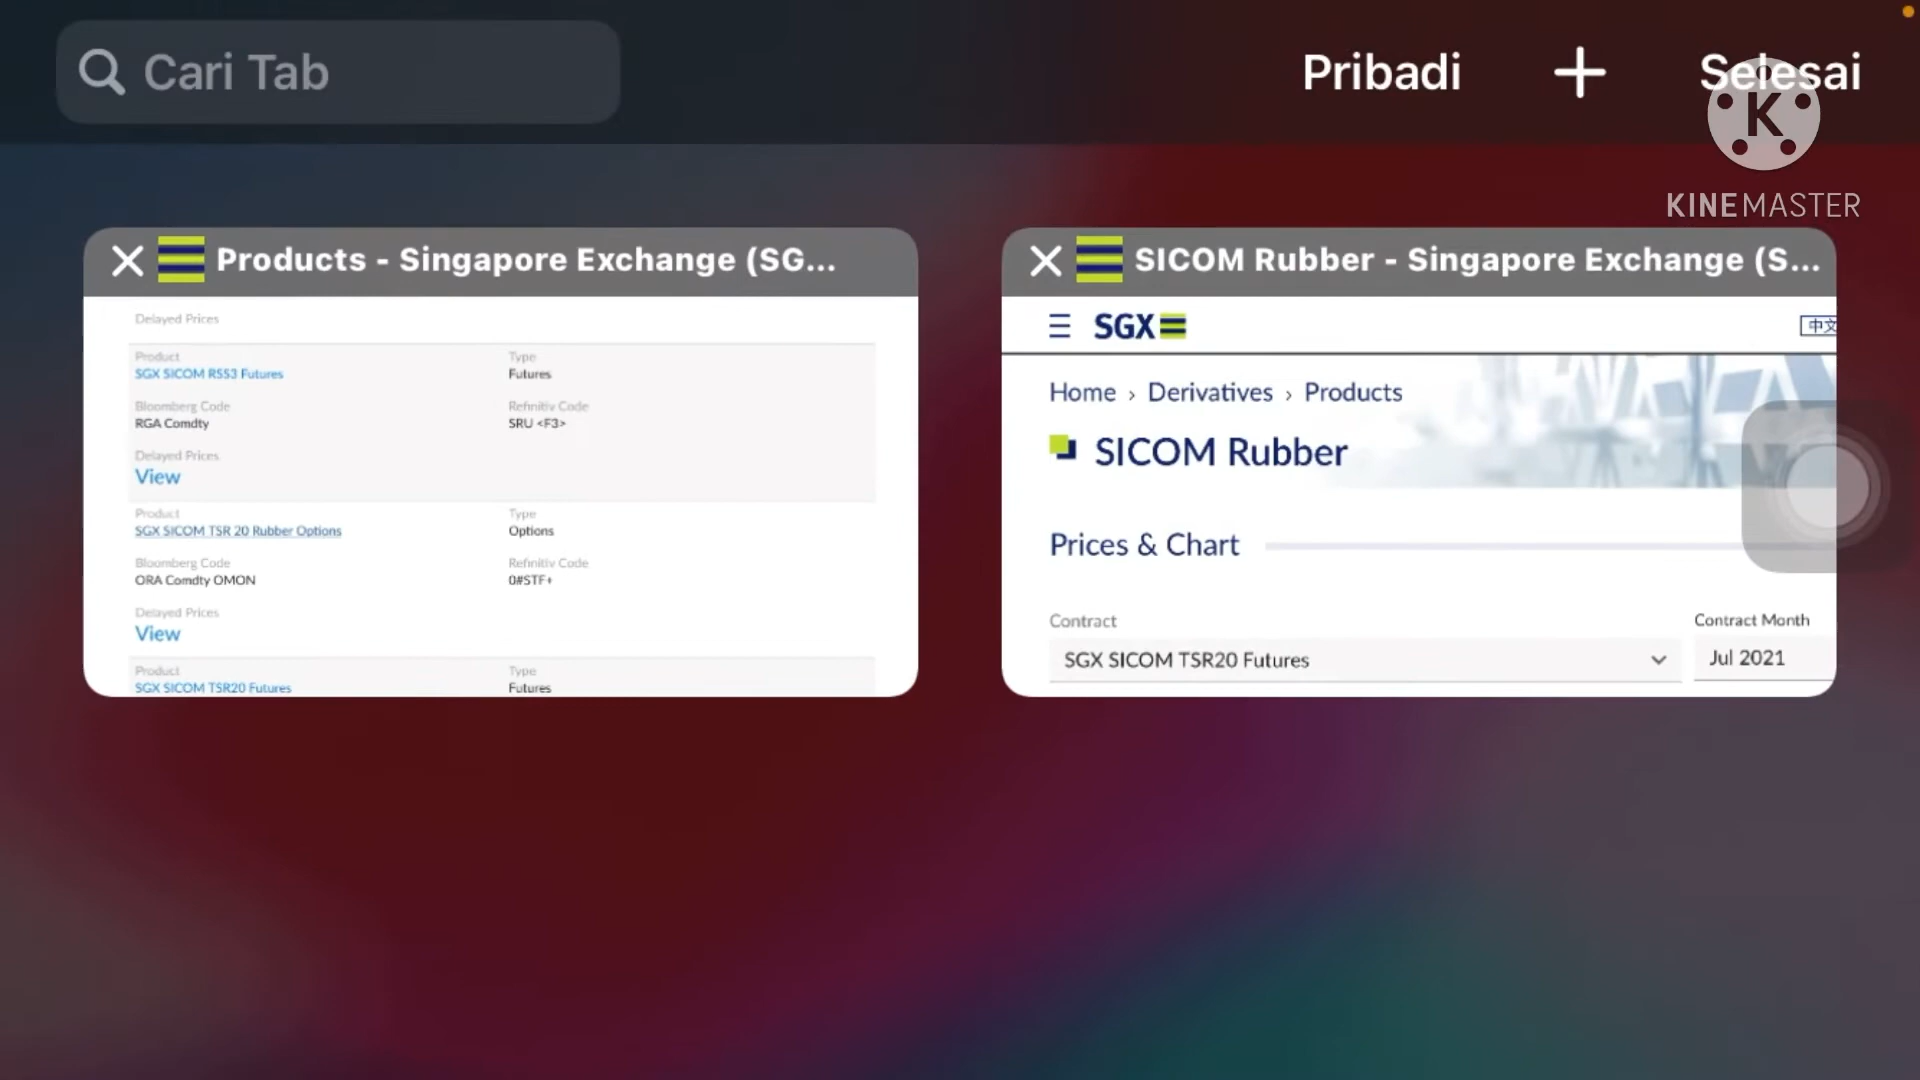 Cari Tab
Pribadi
Selesai
K
KINEMASTER
Products - Singapore Exchange (SG...
Delayed Prices
Product
Type
SGX SICOM RSS3 Futures
Futures
Bloomberg Code
Refinitiv Code
RGA Comdty
SRU <F3>
Delayed Prices
View
Product
Type
SGX SICOM TSR 20 Rubber Options
Options
Bloomberg Code
Refinitiv Code
ORA Comdty OMON
0#STF+
Delayed Prices
View
Product
Type
SGX SICOM TSR20 Futures
Futures
SICOM Rubber - Singapore Exchange (S...
SGX
中文
Home › Derivatives › Products
SICOM Rubber
Prices & Chart
Contract
Contract Month
SGX SICOM TSR20 Futures
Jul 2021